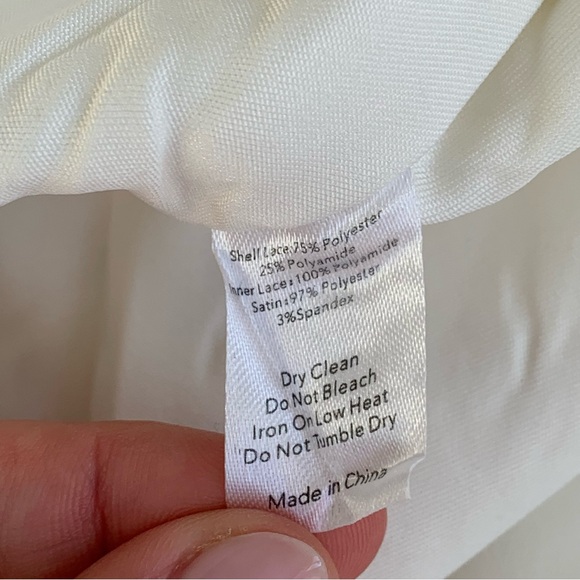 Shell Lace:75% Polyester
25% Polyamide
Inner Lace:100% Polyamide
Satin:97% Polyester
3%Spandex
Dry Clean
Do Not Bleach
Iron On Low Heat
Do Not Tumble Dry
Made in China